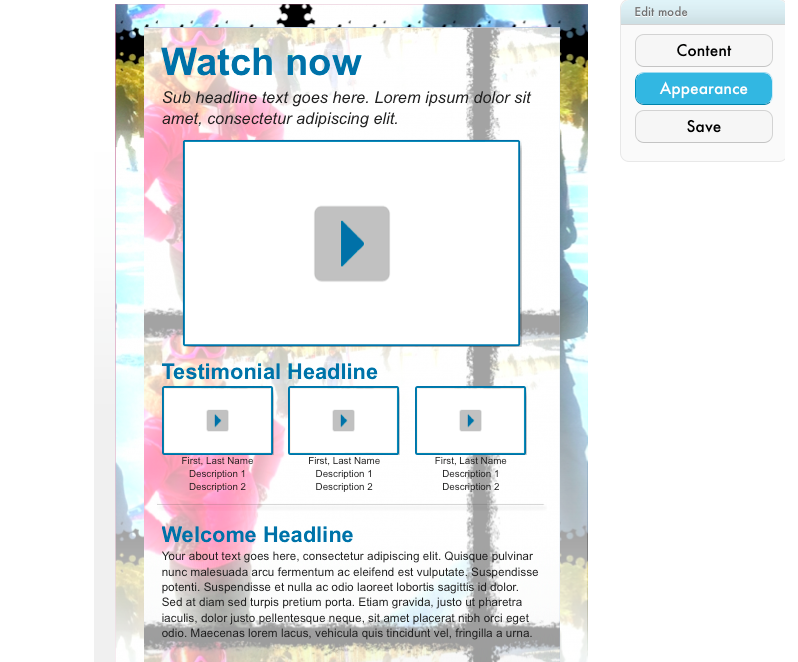 Edit mode
Content
Appearance
Save
Watch now
Sub headline text goes here. Lorem ipsum dolor sit
amet, consectetur adipiscing elit.
Testimonial Headline
First, Last Name
Description 1
Description 2
First, Last Name
Description 1
Description 2
First, Last Name
Description 1
Description 2
Welcome Headline
Your about text goes here, consectetur adipiscing elit. Quisque pulvinar
nunc malesuada arcu fermentum ac eleifend est vulputate. Suspendisse
potenti. Suspendisse et nulla ac odio laoreet lobortis sagittis id dolor.
Sed at diam sed turpis pretium porta. Etiam gravida, justo ut pharetra
iaculis, dolor justo pellentesque neque, sit amet placerat nibh orci eget
odio. Maecenas lorem lacus, vehicula quis tincidunt vel, fringilla a urna.